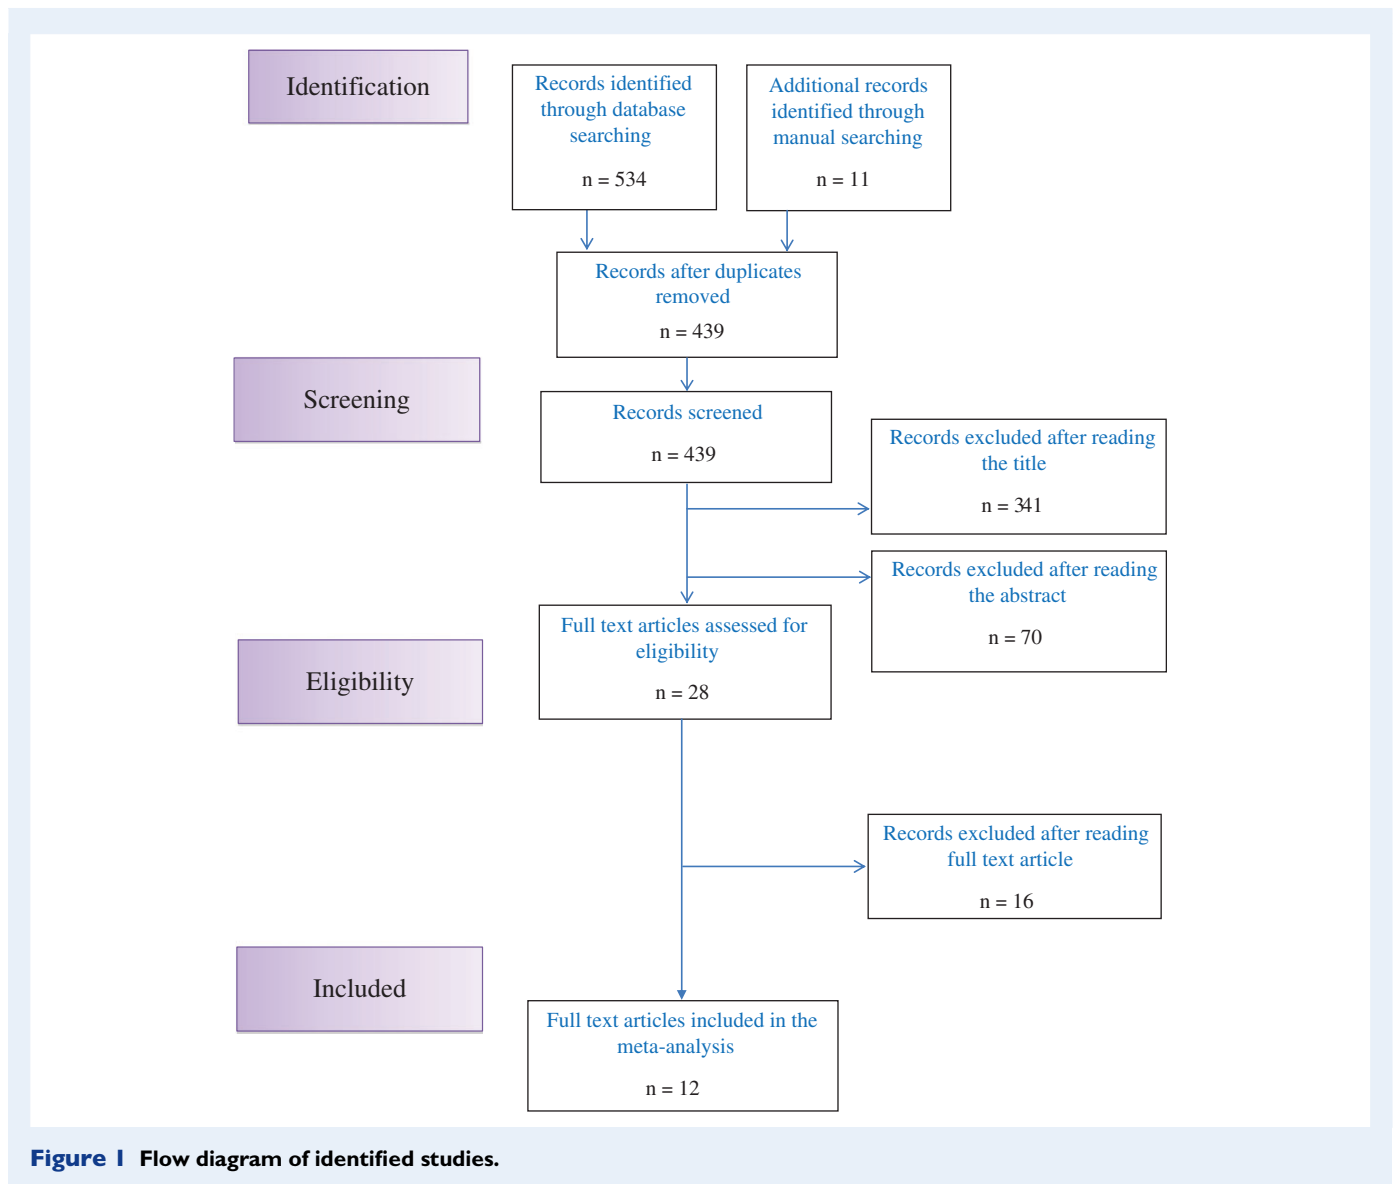 Identification
Records identified
through database
searching
n = 534
Additional records
identified through
manual searching
n = 11
Records after duplicates
removed
n = 439
Screening
Records screened
n = 439
Records excluded after reading
the title
n = 341
Records excluded after reading
the abstract
n = 70
Eligibility
Full text articles assessed for
eligibility
n = 28
Records excluded after reading
full text article
n = 16
Included
Full text articles included in the
meta-analysis
n = 12
Figure 1 Flow diagram of identified studies.